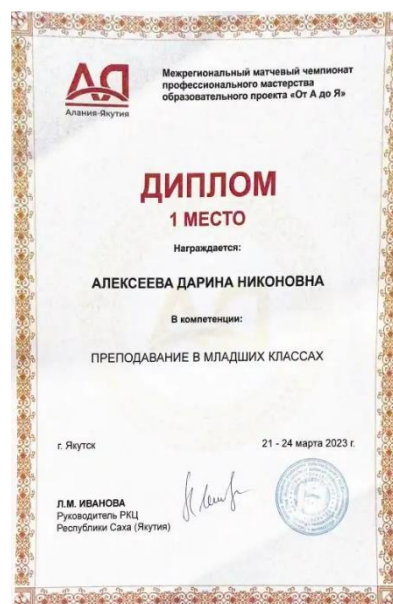 АЯ
Алания-Якутия
Межрегиональный матчевый чемпионат
профессионального мастерства
образовательного проекта «От А до Я»
ДИПЛОМ
1 МЕСТО
Награждается:
АЛЕКСЕЕВА ДАРИНА НИКОНОВНА
В компетенции:
ПРЕПОДАВАНИЕ В МЛАДШИХ КЛАССАХ
г. Якутск
21 - 24 марта 2023 г.
Л.М. ИВАНОВА
Руководитель РКЦ
Республики Саха (Якутия)